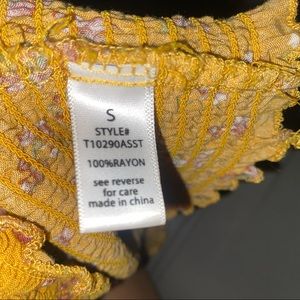 S
STYLE#
T10290ASST
100%RAYON
see reverse
for care
made in china